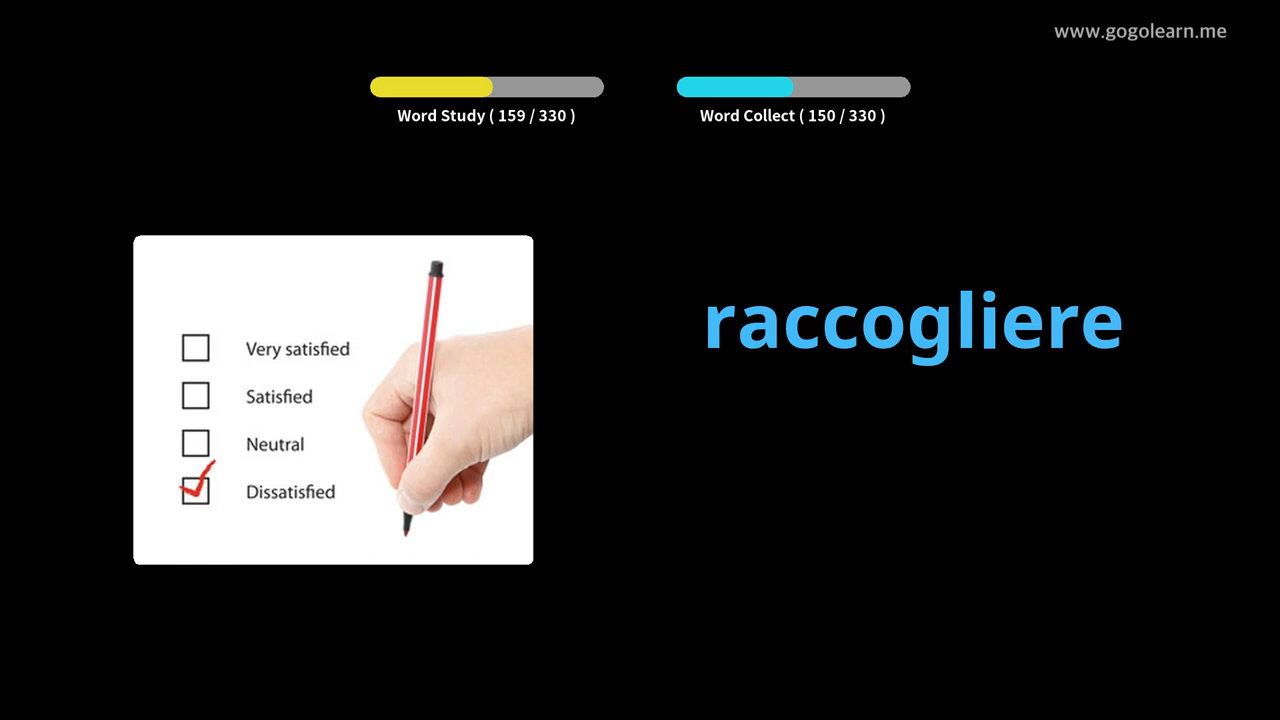 www.gogolearn.me
Word Study ( 159 / 330 )
Word Collect ( 150 / 330 )
raccogliere
Very satisfied
Satisfied
Neutral
Dissatisfied